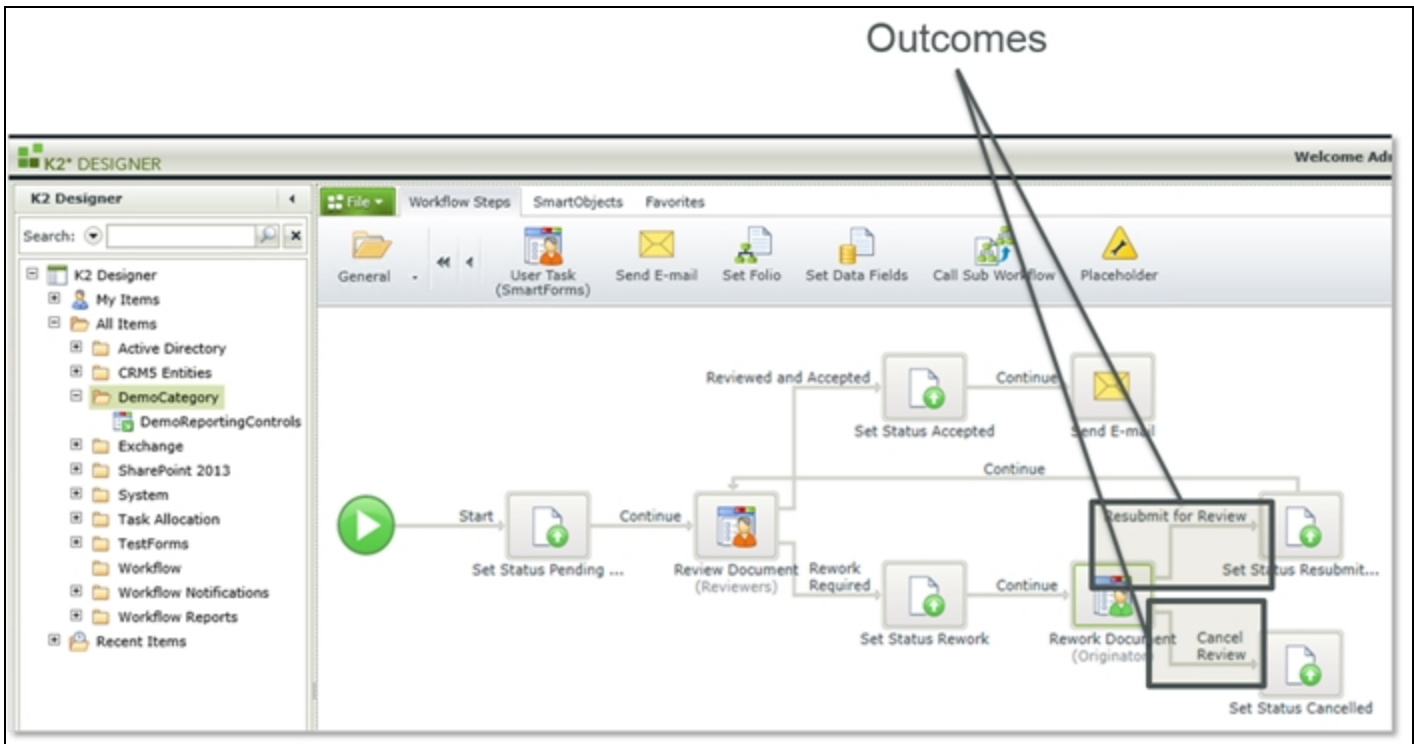 Outcomes
K2* DESIGNER
Welcome Adm
K2 Designer
File
Workflow Steps
SmartObjects
Favorites
Search:
General
User Task
(SmartForms)
Send E-mail
Set Folio
Set Data Fields
Call Sub Workflow
Placeholder
K2 Designer
My Items
All Items
Active Directory
CRM5 Entities
DemoCategory
DemoReportingControls
Exchange
SharePoint 2013
System
Task Allocation
TestForms
Workflow
Workflow Notifications
Workflow Reports
Recent Items
Reviewed and Accepted
Continue
Set Status Accepted
Send E-mail
Continue
Start
Continue
Resubmit for Review
Set Status Pending ...
Review Document
(Reviewers)
Rework
Required
Continue
Set Status Resubmit...
Set Status Rework
Rework Document
(Originator)
Cancel
Review
Set Status Cancelled